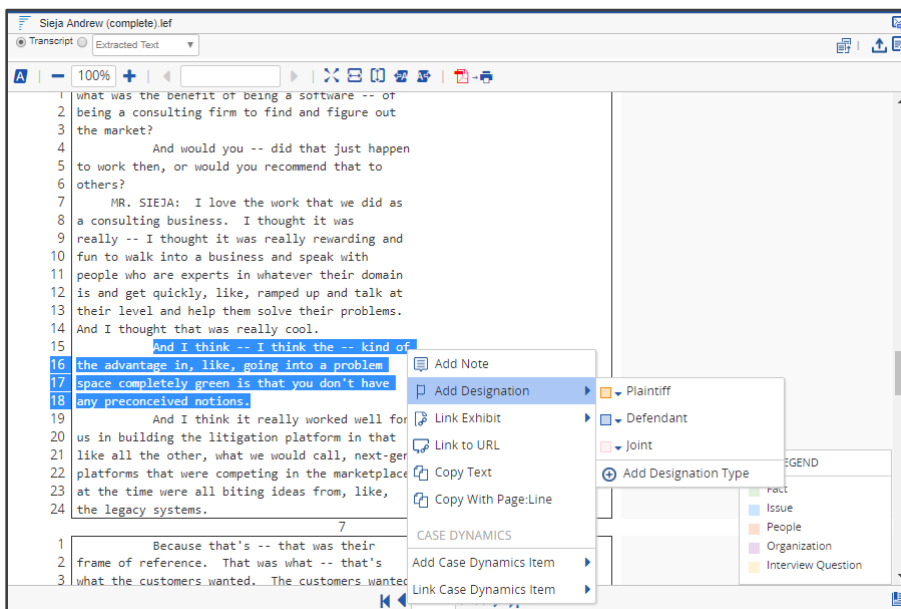 Sieja Andrew (complete).lef
Transcript Extracted Text
100%
1 what was the benefit of being a software -- of
2 being a consulting firm to find and figure out
3 the market?
4 And would you -- did that just happen
5 to work then, or would you recommend that to
6 others?
7 MR. SIEJA: I love the work that we did as
8 a consulting business. I thought it was
9 really -- I thought it was really rewarding and
10 fun to walk into a business and speak with
11 people who are experts in whatever their domain
12 is and get quickly, like, ramped up and talk at
13 their level and help them solve their problems.
14 And I thought that was really cool.
15 And I think -- I think the -- kind of
16 the advantage in, like, going into a problem
17 space completely green is that you don't have
18 any preconceived notions.
19 And I think it really worked well for
20 us in building the litigation platform in that
21 like all the other, what we would call, next-gen
22 platforms that were competing in the marketplace
23 at the time were all biting ideas from, like,
24 the legacy systems.
7
1 Because that's -- that was their
2 frame of reference. That was what -- that's
3 what the customers wanted. The customers wanted
Add Note
Add Designation
Link Exhibit
Link to URL
Copy Text
Copy With Page:Line
CASE DYNAMICS
Add Case Dynamics Item
Link Case Dynamics Item
Plaintiff
Defendant
Joint
Add Designation Type
EGEND
Fact
Issue
People
Organization
Interview Question